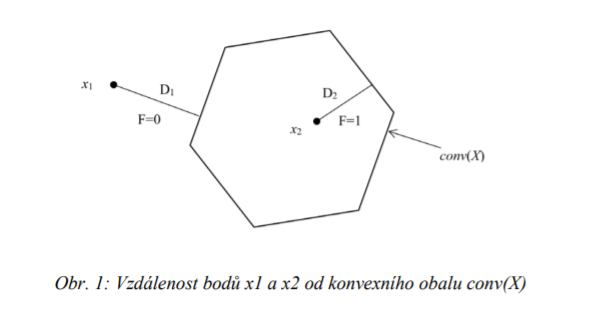 x₁
D₁
F=0
D₂
x₂
F=1
conv(X)
Obr. 1: Vzdálenost bodů x1 a x2 od konvexního obalu conv(X)